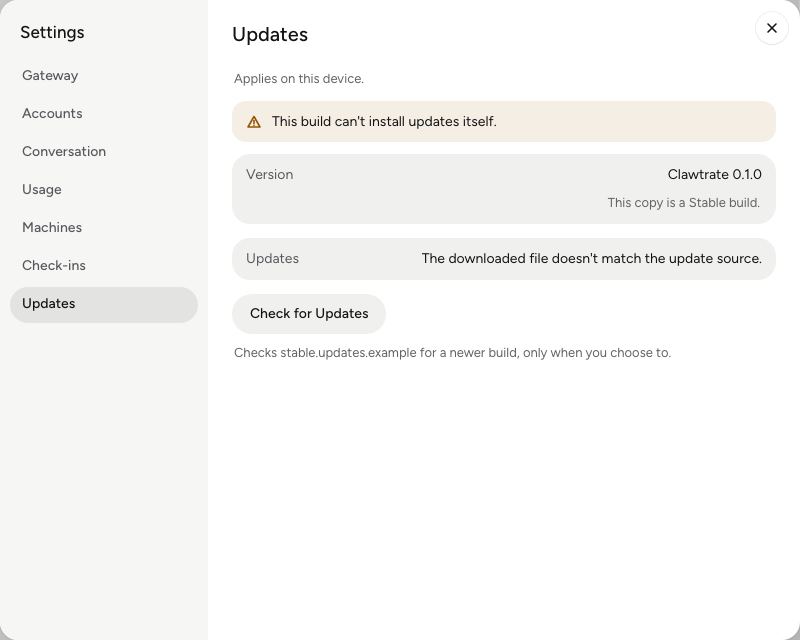 Settings
Gateway
Accounts
Conversation
Usage
Machines
Check-ins
Updates
Updates
Applies on this device.
This build can't install updates itself.
Version
Clawtrate 0.1.0
This copy is a Stable build.
Updates
The downloaded file doesn't match the update source.
Check for Updates
Checks stable.updates.example for a newer build, only when you choose to.